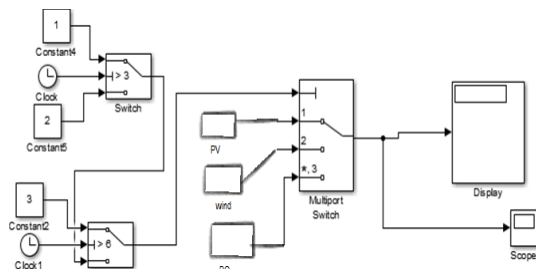 1
Constant4
Clock
> 3
Switch
2
Constant5
3
Constant2
Clock1
> 6
PV
wind
1
2
*, 3
Multiport
Switch
Display
Scope